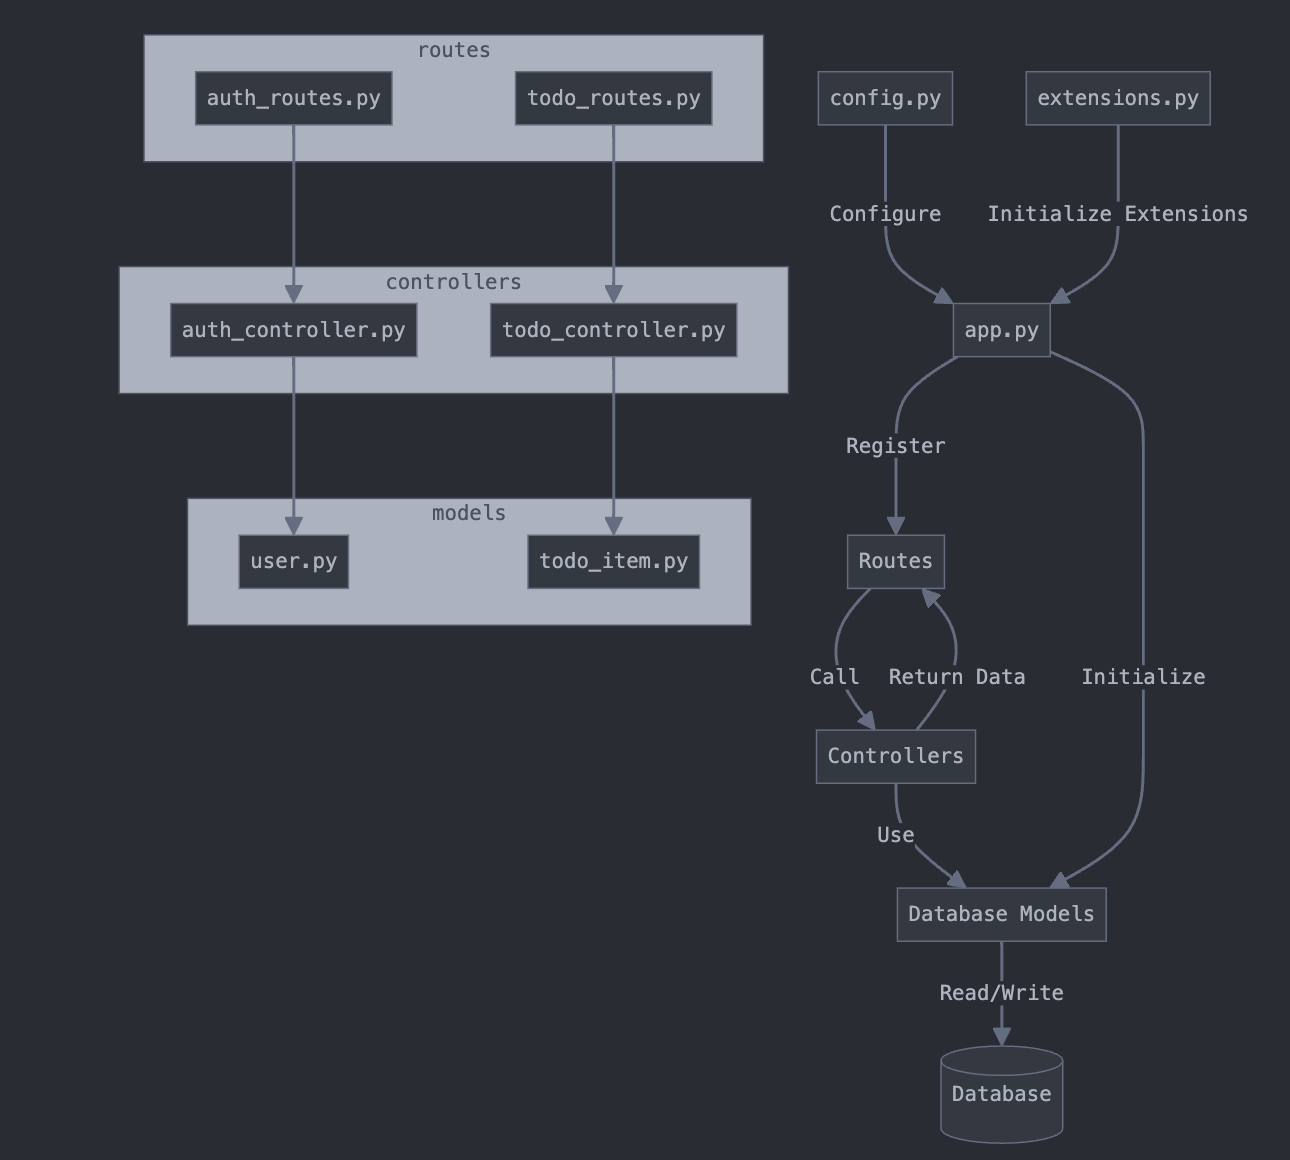 routes
auth_routes.py
todo_routes.py
config.py
extensions.py
Configure
Initialize Extensions
controllers
auth_controller.py
todo_controller.py
app.py
Register
models
user.py
todo_item.py
Routes
Call
Return Data
Initialize
Controllers
Use
Database Models
Read/Write
Database